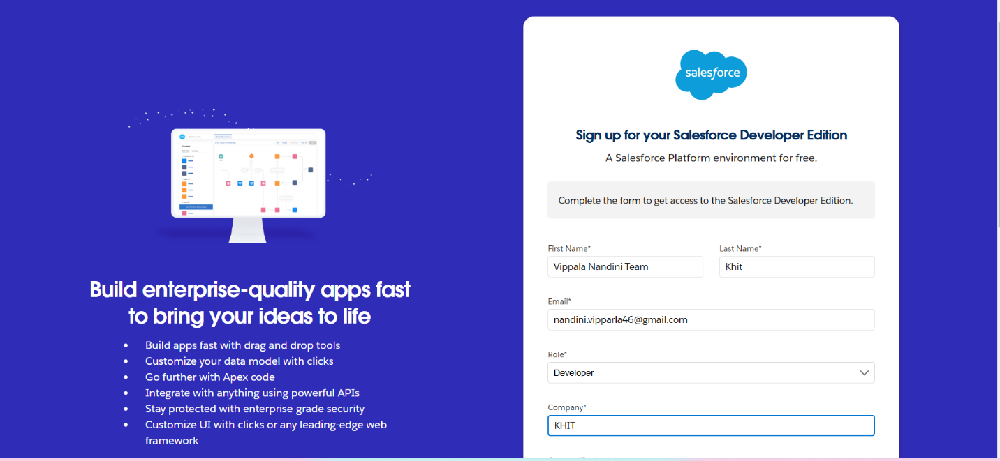 salesforce
Sign up for your Salesforce Developer Edition
A Salesforce Platform environment for free.
Complete the form to get access to the Salesforce Developer Edition.
First Name*
Last Name*
Vippala Nandini Team
Khit
Email*
nandini.vipparla46@gmail.com
Role*
Developer
Company*
KHIT
Build enterprise-quality apps fast
to bring your ideas to life
• Build apps fast with drag and drop tools
• Customize your data model with clicks
• Go further with Apex code
• Integrate with anything using powerful APIs
• Stay protected with enterprise-grade security
• Customize UI with clicks or any leading-edge web
framework